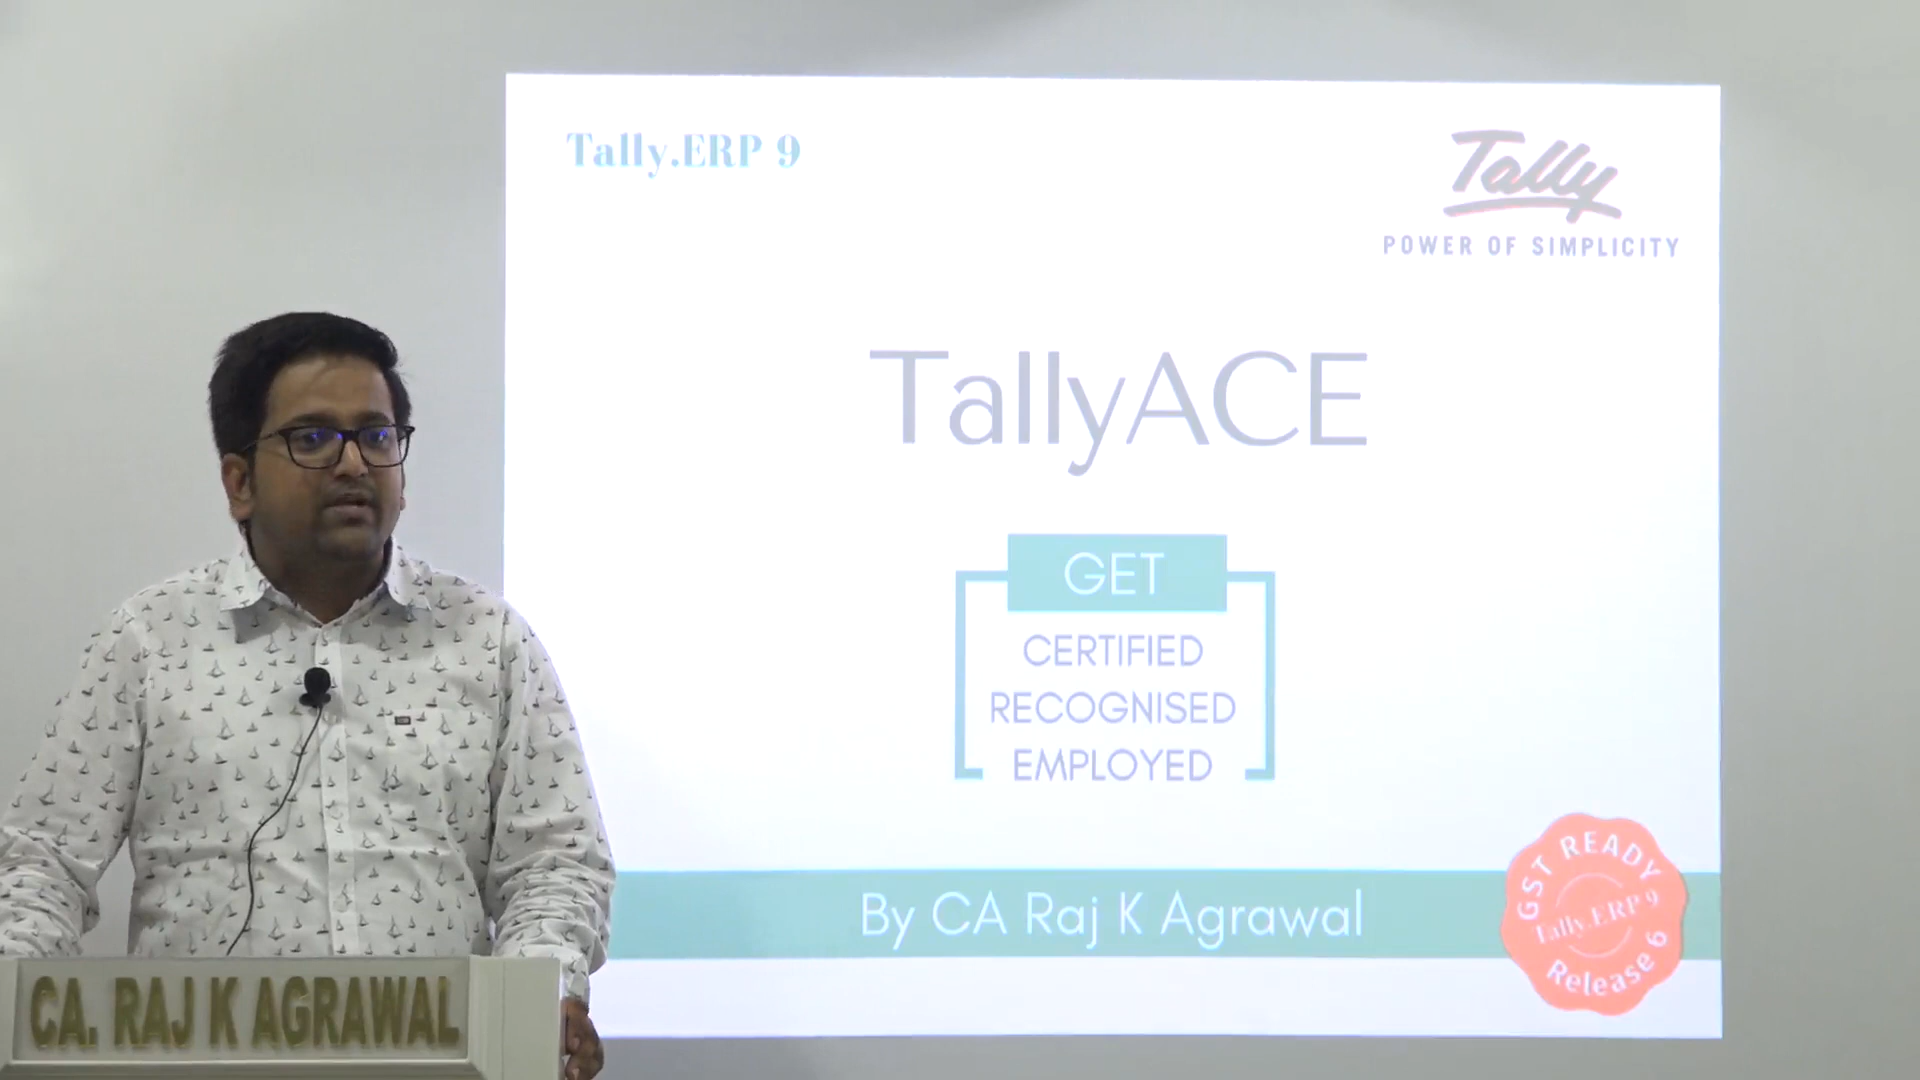 Tally.ERP 9
Tally
POWER OF SIMPLICITY
TallyACE
GET
CERTIFIED
RECOGNISED
EMPLOYED
By CA Raj K Agrawal
GST READY
Tally.ERP 9
Release 6
CA. RAJ K AGRAWAL